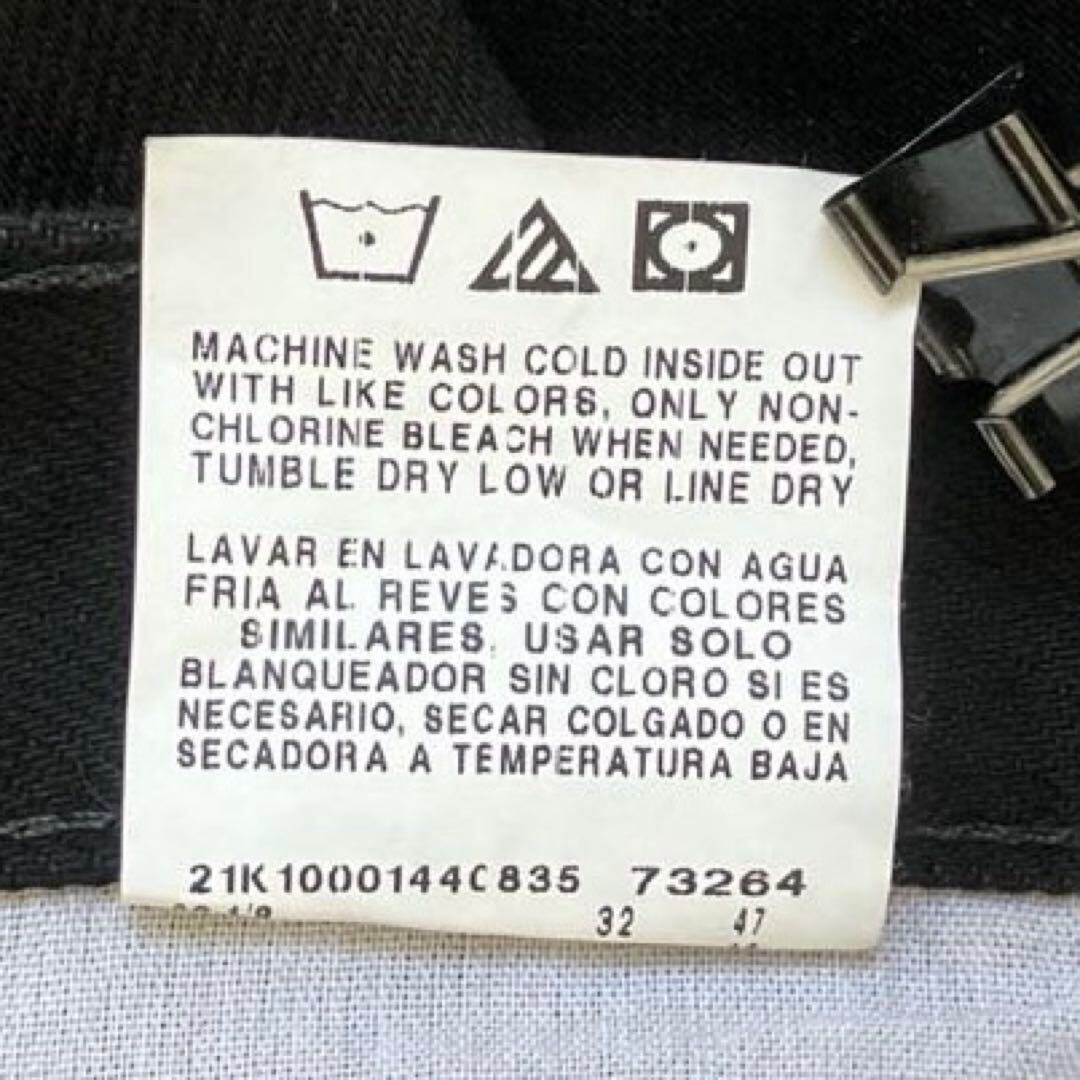 MACHINE WASH COLD INSIDE OUT
WITH LIKE COLORS, ONLY NON-
CHLORINE BLEACH WHEN NEEDED,
TUMBLE DRY LOW OR LINE DRY
LAVAR EN LAVADORA CON AGUA
FRIA AL REVES CON COLORES
SIMILARES. USAR SOLO
BLANQUEADOR SIN CLORO SI ES
NECESARIO, SECAR COLGADO O EN
SECADORA A TEMPERATURA BAJA
21K1000144C835 73264
32 47